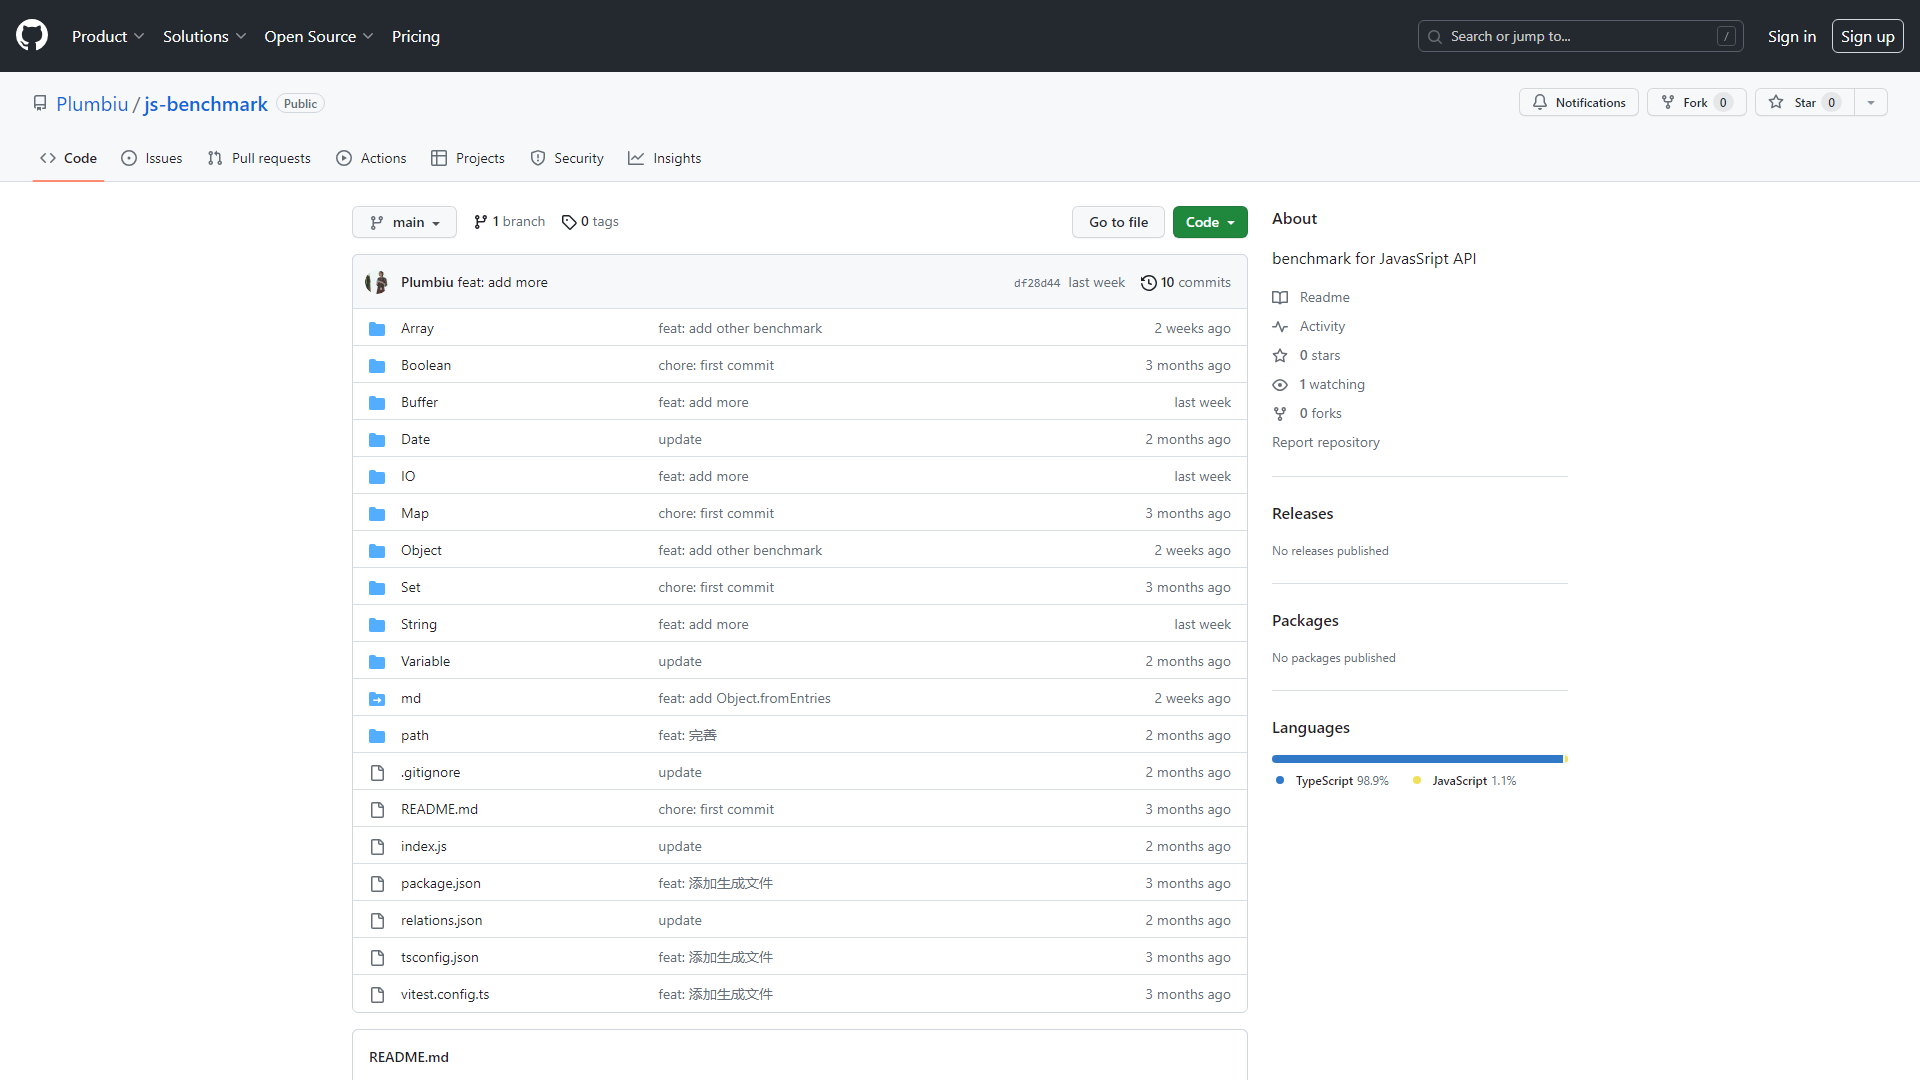 Product Solutions Open Source Pricing Search or jump to... / Sign in Sign up
Plumbiu / js-benchmark Public Notifications Fork 0 Star 0
Code Issues Pull requests Actions Projects Security Insights
main 1 branch 0 tags Go to file Code
Plumbiu feat: add more df28d44 last week 10 commits
Array feat: add other benchmark 2 weeks ago
Boolean chore: first commit 3 months ago
Buffer feat: add more last week
Date update 2 months ago
IO feat: add more last week
Map chore: first commit 3 months ago
Object feat: add other benchmark 2 weeks ago
Set chore: first commit 3 months ago
String feat: add more last week
Variable update 2 months ago
md feat: add Object.fromEntries 2 weeks ago
path feat: 完善 2 months ago
.gitignore update 2 months ago
README.md chore: first commit 3 months ago
index.js update 2 months ago
package.json feat: 添加生成文件 3 months ago
relations.json update 2 months ago
tsconfig.json feat: 添加生成文件 3 months ago
vitest.config.ts feat: 添加生成文件 3 months ago
README.md
About
benchmark for JavasSript API
Readme
Activity
0 stars
1 watching
0 forks
Report repository
Releases
No releases published
Packages
No packages published
Languages
TypeScript 98.9% JavaScript 1.1%